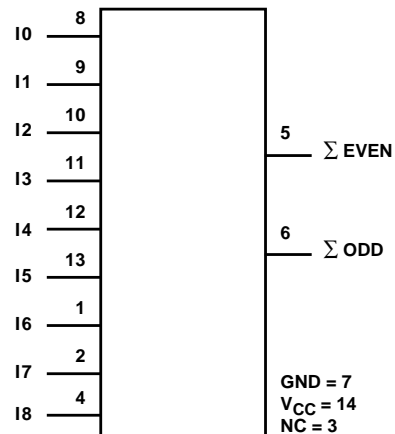 I0 8
I1 9
I2 10
I3 11
I4 12
I5 13
I6 1
I7 2
I8 4
5 Σ EVEN
6 Σ ODD
GND = 7
VCC = 14
NC = 3